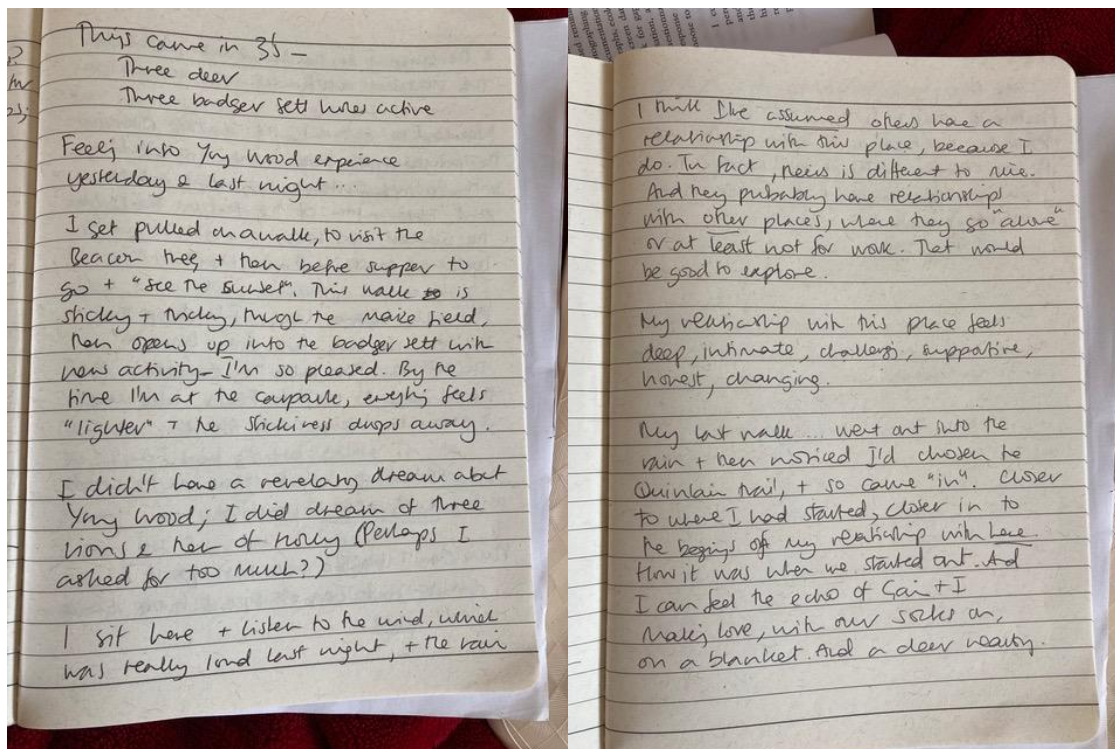 Things came in 3's –
Three deer
Three badger sett holes active
Feeling into Yng Wood experience
yesterday & last night ...
I get pulled on a walk, to visit the
Beacon tree, + then before supper to
go + "see the sunset". This walk is
sticky + tricky, through the maize field,
then opens up into the badger sett with
new activity – I'm so pleased. By the
time I'm at the carpark, everything feels
"lighter" + the stickiness drops away.
I didn't have a revelatory dream about
Yng Wood; I did dream of three
lions & then of Molly (Perhaps I
asked for too much?)
I sit here + listen to the wind, which
was really loud last night, + the rain
I think I've assumed others have a
relationship with this place, because I
do. In fact, theirs is different to mine.
And they probably have relationships
with other places, where they go "alone"
or at least not for work. That would
be good to explore.
My relationship with this place feels
deep, intimate, challenging, supportive,
honest, changing.
My last walk ... went out into the
rain + then noticed I'd chosen the
Quinlain trail, + so came "in". Closer
to where I had started, closer in to
the beginnings of my relationship with here
How it was when we started out. And
I can feel the echo of + I
making love, with our socks on,
on a blanket. And a deer nearby.